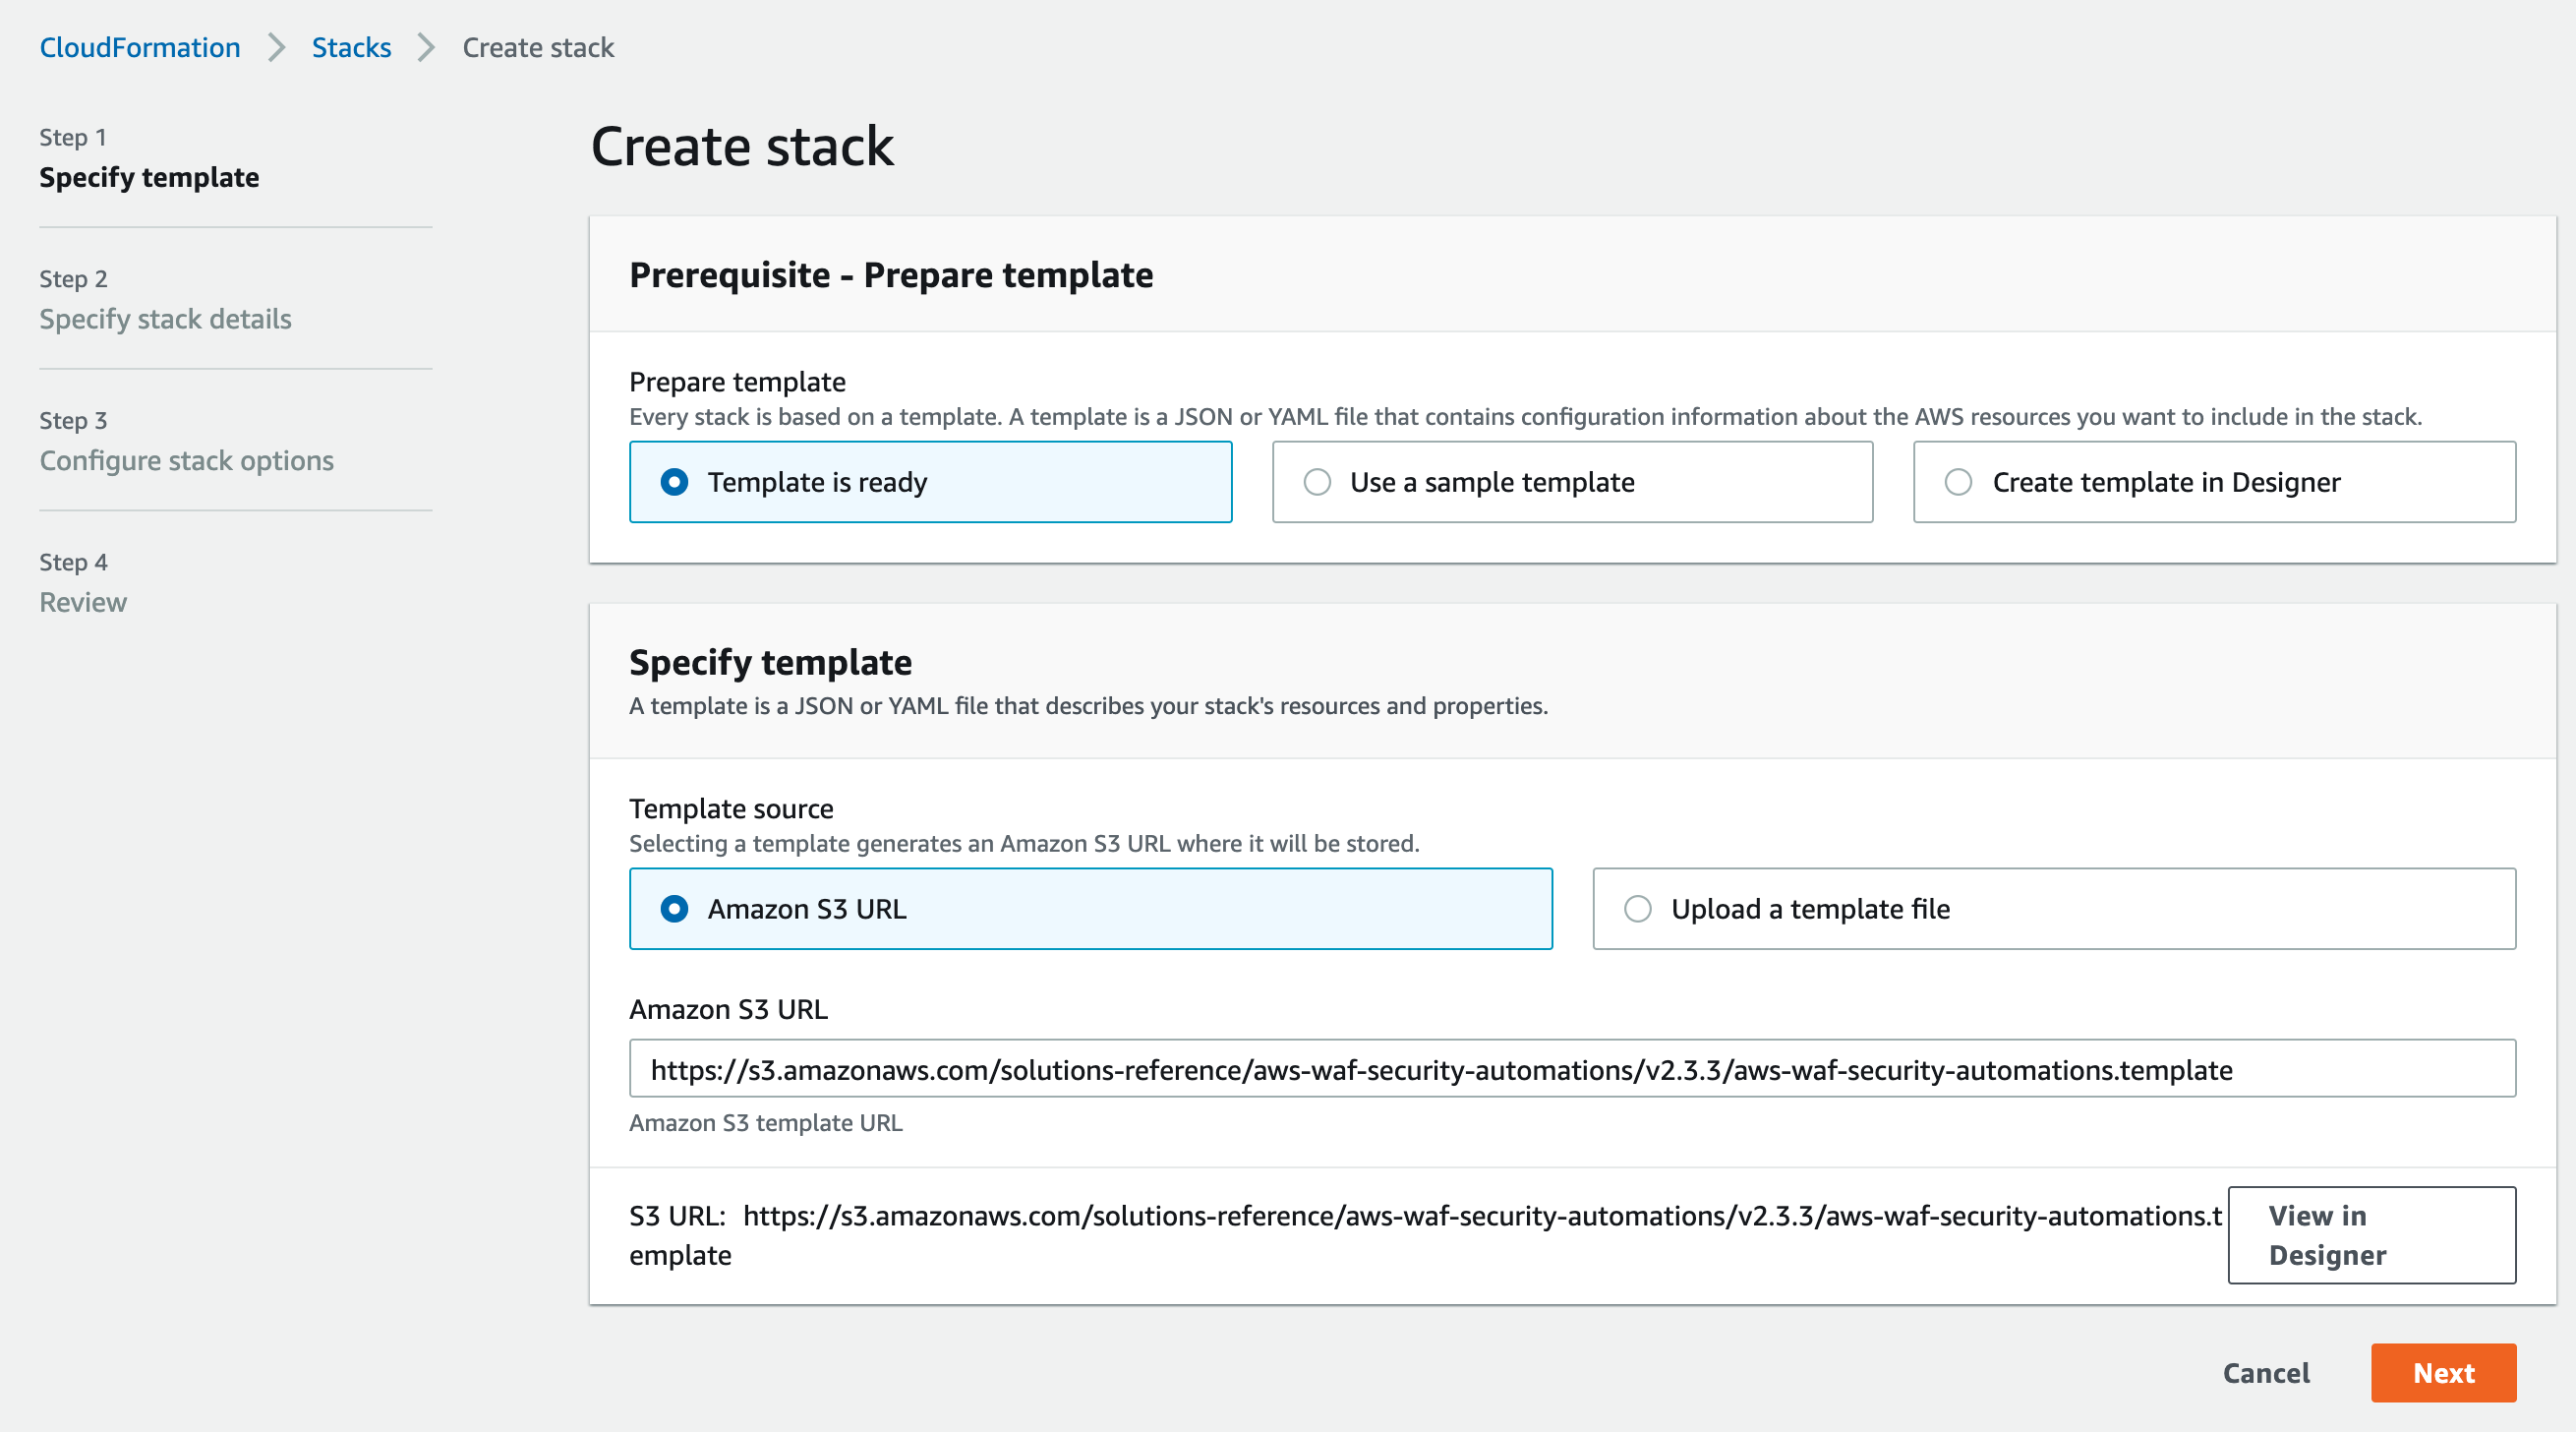 CloudFormation
Stacks
Create stack
Step 1
Specify template
Step 2
Specify stack details
Step 3
Configure stack options
Step 4
Review
Create stack
Prerequisite - Prepare template
Prepare template
Every stack is based on a template. A template is a JSON or YAML file that contains configuration information about the AWS resources you want to include in the stack.
Template is ready
Use a sample template
Create template in Designer
Specify template
A template is a JSON or YAML file that describes your stack's resources and properties.
Template source
Selecting a template generates an Amazon S3 URL where it will be stored.
Amazon S3 URL
Upload a template file
Amazon S3 URL
https://s3.amazonaws.com/solutions-reference/aws-waf-security-automations/v2.3.3/aws-waf-security-automations.template
Amazon S3 template URL
S3 URL: https://s3.amazonaws.com/solutions-reference/aws-waf-security-automations/v2.3.3/aws-waf-security-automations.t
emplate
View in
Designer
Cancel
Next